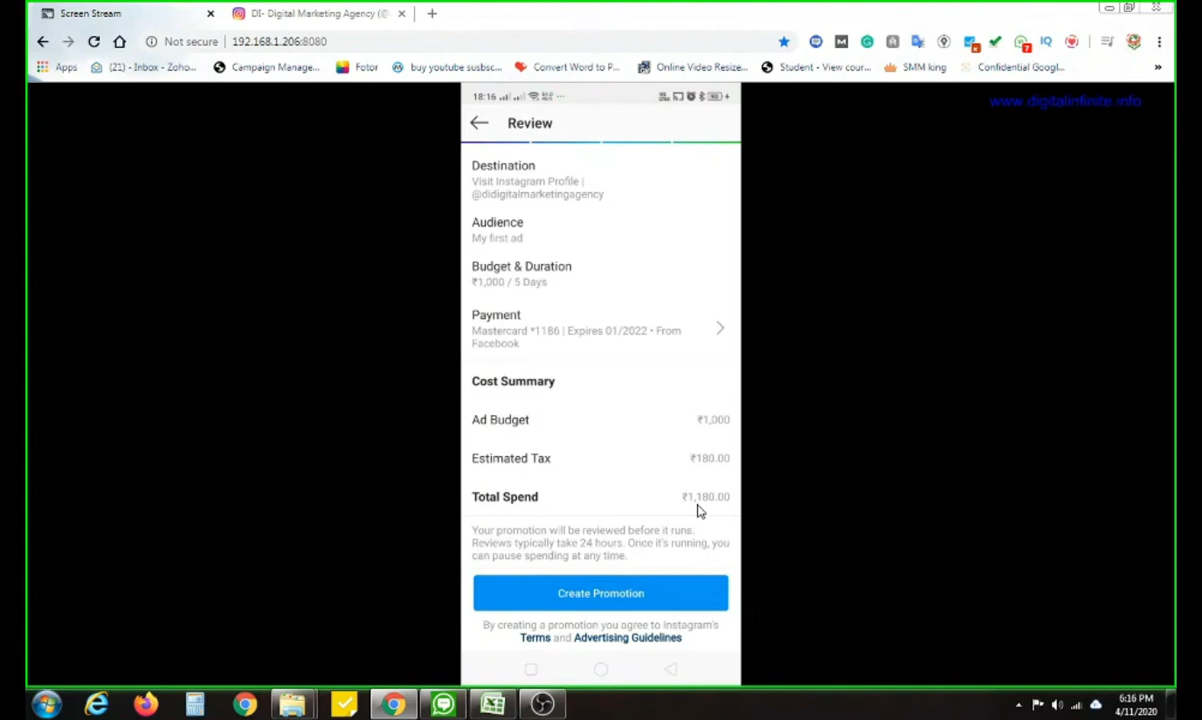 Screen Stream
DI- Digital Marketing Agency (@
Not secure
192.168.1.206:8080
Apps
(21) - Inbox - Zoho...
Campaign Manage...
Fotor
buy youtube susbsc...
Convert Word to P...
Online Video Resize...
Student - View cour...
SMM king
Confidential Googl...
»
www.digitalinfinite.info
18:16
Review
Destination
Visit Instagram Profile |
@didigitalmarketingagency
Audience
My first ad
Budget & Duration
₹1,000 / 5 Days
Payment
Mastercard *1186 | Expires 01/2022 • From
Facebook
Cost Summary
Ad Budget ₹1,000
Estimated Tax ₹180.00
Total Spend ₹1,180.00
Your promotion will be reviewed before it runs.
Reviews typically take 24 hours. Once it's running, you
can pause spending at any time.
Create Promotion
By creating a promotion you agree to Instagram's
Terms and Advertising Guidelines
6:16 PM
4/11/2020